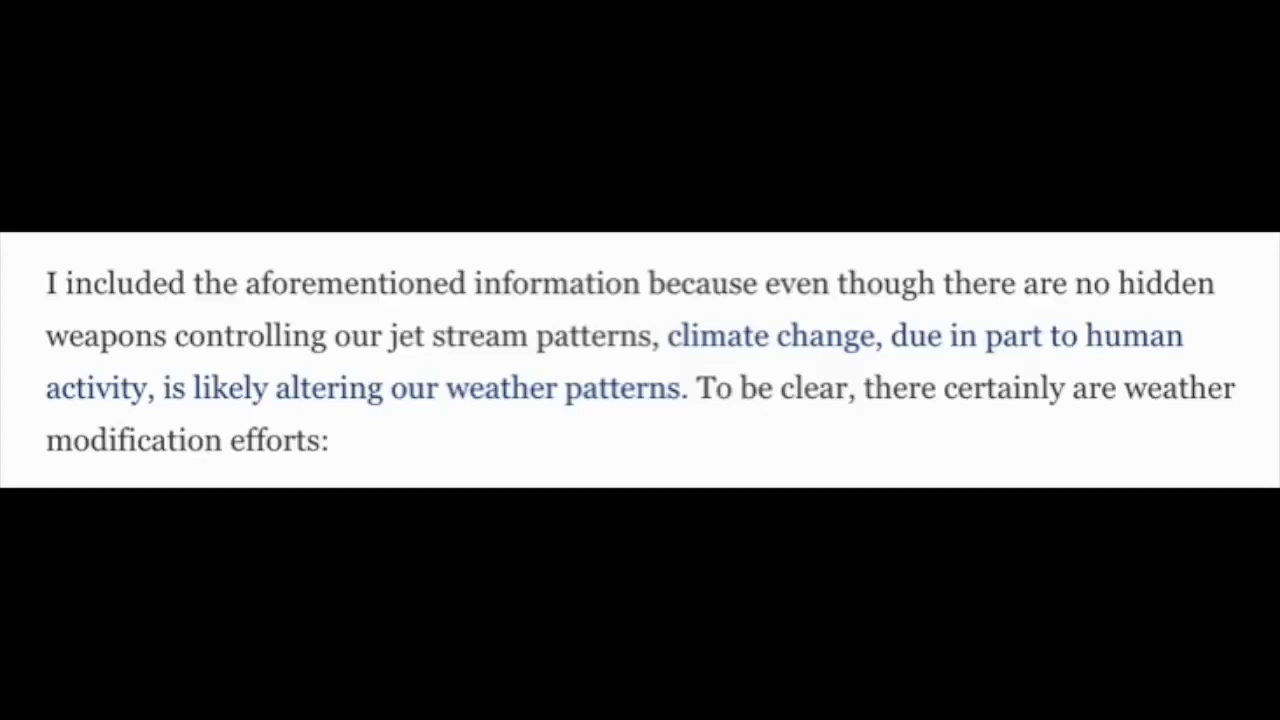 I included the aforementioned information because even though there are no hidden
weapons controlling our jet stream patterns, climate change, due in part to human
activity, is likely altering our weather patterns. To be clear, there certainly are weather
modification efforts: